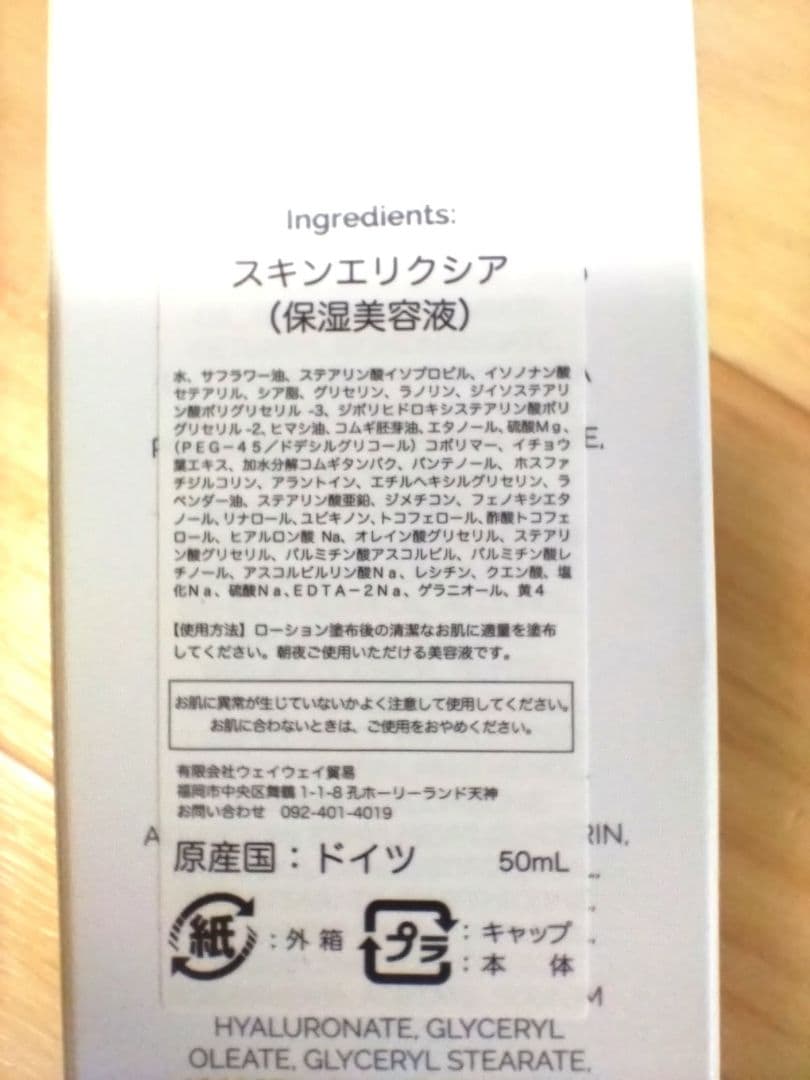 Ingredients:
スキンエリクシア
（保湿美容液）
水、サフラワー油、ステアリン酸イソプロピル、イソノナン酸
セテアリル、シア脂、グリセリン、ラノリン、ジイソステアリ
ン酸ポリグリセリル-3、ジポリヒドロキシステアリン酸ポリ
グリセリル-2、ヒマシ油、コムギ胚芽油、エタノール、硫酸Mg、
（PEG－45／ドデシルグリコール）コポリマー、イチョウ
葉エキス、加水分解コムギタンパク、パンテノール、ホスファ
チジルコリン、アラントイン、エチルヘキシルグリセリン、ラ
ベンダー油、ステアリン酸亜鉛、ジメチコン、フェノキシエタ
ノール、リナロール、ユビキノン、トコフェロール、酢酸トコフェ
ロール、ヒアルロン酸 Na、オレイン酸グリセリル、ステアリ
ン酸グリセリル、パルミチン酸アスコルビル、パルミチン酸レ
チノール、アスコルビルリン酸Na、レシチン、クエン酸、塩
化Na、硫酸Na、EDTA－2Na、ゲラニオール、黄4
【使用方法】ローション塗布後の清潔なお肌に適量を塗布
してください。朝夜ご使用いただける美容液です。
お肌に異常が生じていないかよく注意して使用してください。
お肌に合わないときは、ご使用をおやめください。
有限会社ウェイウェイ貿易
福岡市中央区舞鶴 1-1-8 孔ホーリーランド天神
お問い合わせ 092-401-4019
A
RIN,
原産国：ドイツ 50mL
紙：外箱
プラ：キャップ
：本体
M
HYALURONATE, GLYCERYL
OLEATE, GLYCERYL STEARATE,